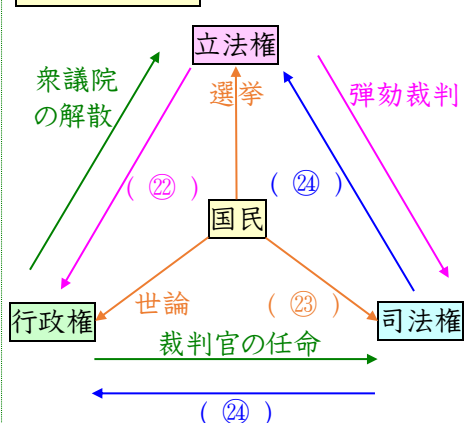 立法権
衆議院
の解散
選挙
弾劾裁判
( ㉒ )
( ㉔ )
国民
世論
( ㉓ )
行政権
司法権
裁判官の任命
( ㉔ )